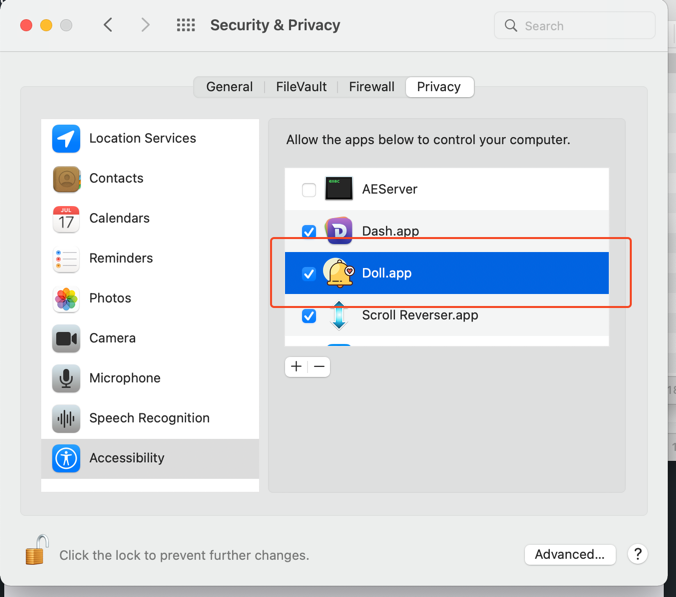 Security & Privacy
Search
General
FileVault
Firewall
Privacy
Location Services
Contacts
JUL
17
Calendars
Reminders
Photos
Camera
Microphone
Speech Recognition
Accessibility
Allow the apps below to control your computer.
AEServer
Dash.app
Doll.app
Scroll Reverser.app
Click the lock to prevent further changes.
Advanced...
?